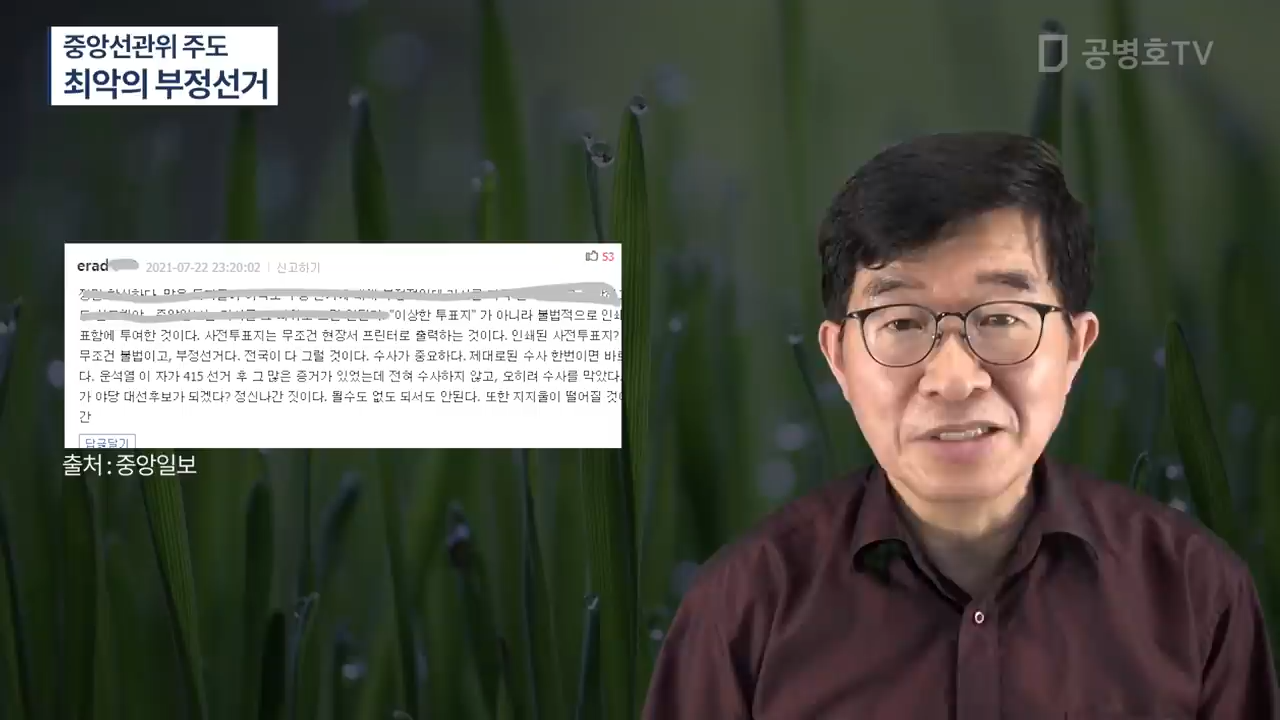 중앙선관위 주도
최악의 부정선거
공병호TV
erad
2021-07-22 23:20:02 | 신고하기
53
"이상한 투표지" 가 아니라 불법적으로 인쇄
표함에 투여한 것이다. 사전투표지는 무조건 현장서 프린터로 출력하는 것이다. 인쇄된 사전투표지?
무조건 불법이고, 부정선거다. 전국이 다 그럴 것이다. 수사가 중요하다. 제대로된 수사 한번이면 바로
다. 윤석열 이 자가 415 선거 후 그 많은 증거가 있었는데 전혀 수사하지 않고, 오히려 수사를 막았다.
가 야당 대선후보가 되겠다? 정신나간 짓이다. 될수도 없도 되서도 안된다. 또한 지지율이 떨어질 것이
간
답글달기
출처 : 중앙일보